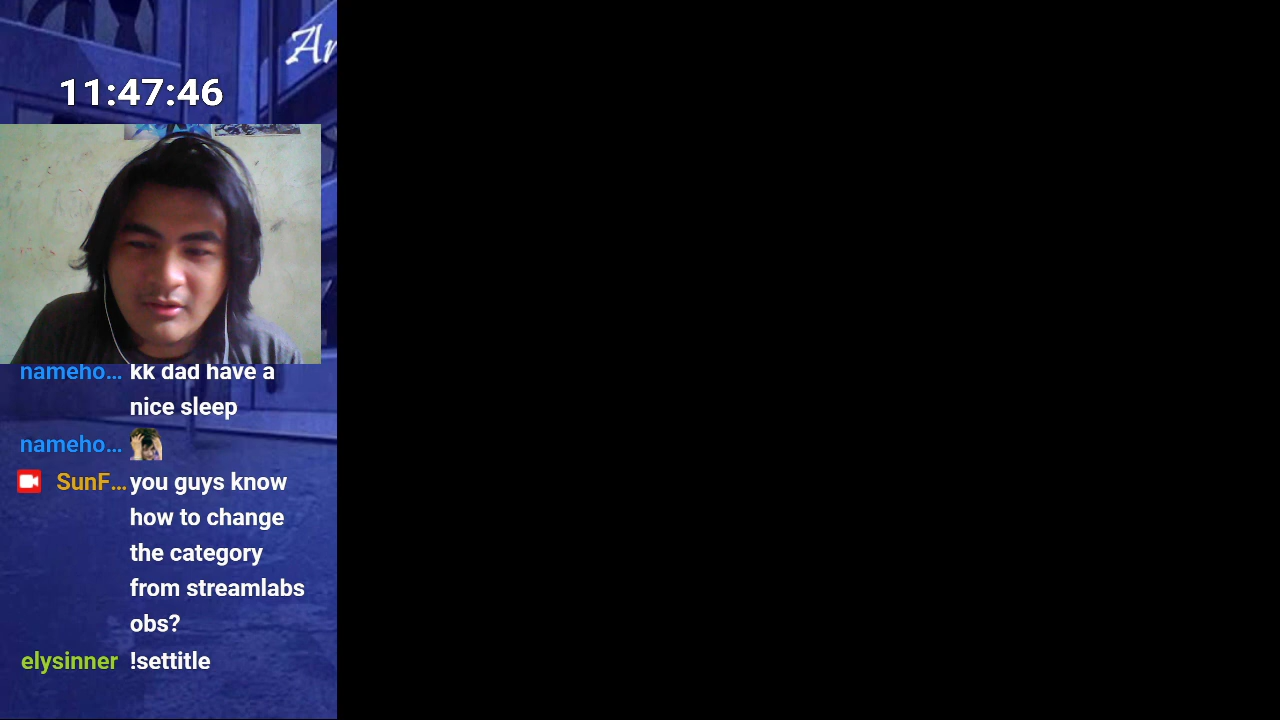 Ar
11:47:46
nameho... kk dad have a
nice sleep
nameho...
SunF... you guys know
how to change
the category
from streamlabs
obs?
elysinner !settitle